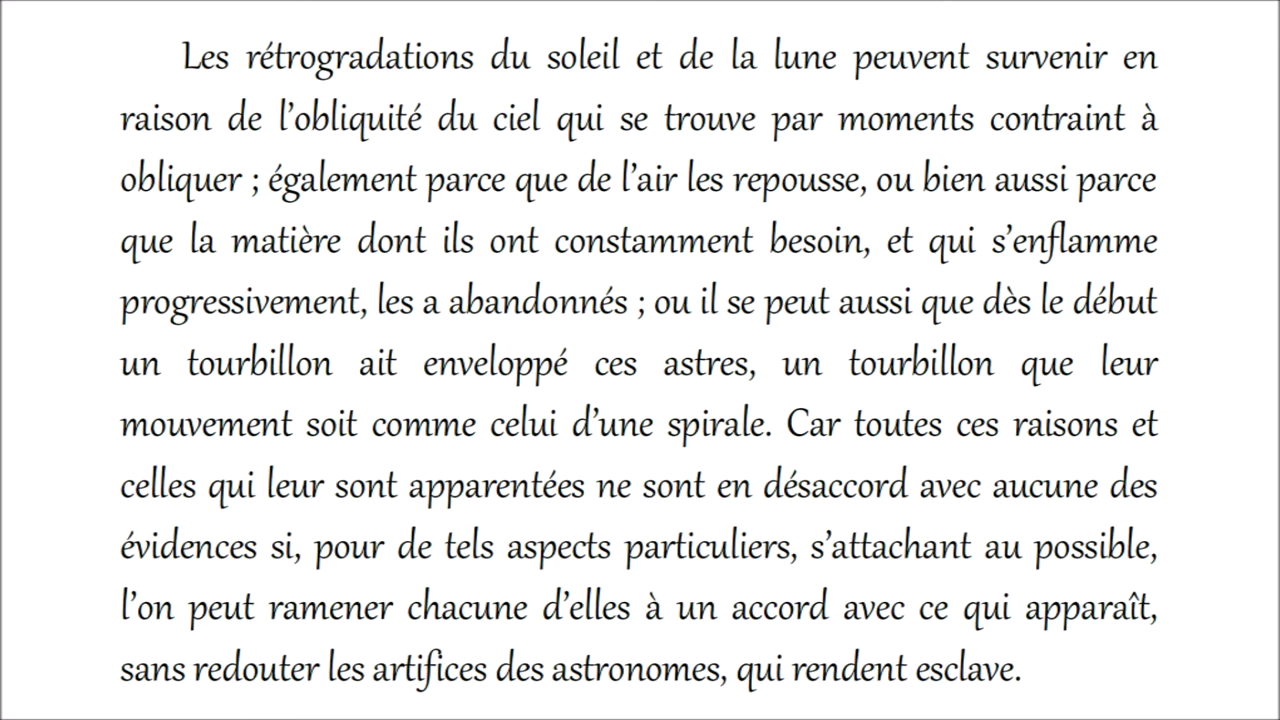 Les rétrogradations du soleil et de la lune peuvent survenir en
raison de l’obliquité du ciel qui se trouve par moments contraint à
obliquer ; également parce que de l’air les repousse, ou bien aussi parce
que la matière dont ils ont constamment besoin, et qui s’enflamme
progressivement, les a abandonnés ; ou il se peut aussi que dès le début
un tourbillon ait enveloppé ces astres, un tourbillon que leur
mouvement soit comme celui d’une spirale. Car toutes ces raisons et
celles qui leur sont apparentées ne sont en désaccord avec aucune des
évidences si, pour de tels aspects particuliers, s’attachant au possible,
l’on peut ramener chacune d’elles à un accord avec ce qui apparaît,
sans redouter les artifices des astronomes, qui rendent esclave.